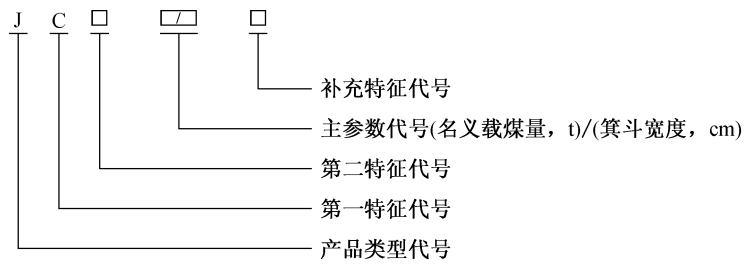 J C □ □/□ □
补充特征代号
主参数代号(名义载煤量，t)/(箕斗宽度，cm)
第二特征代号
第一特征代号
产品类型代号